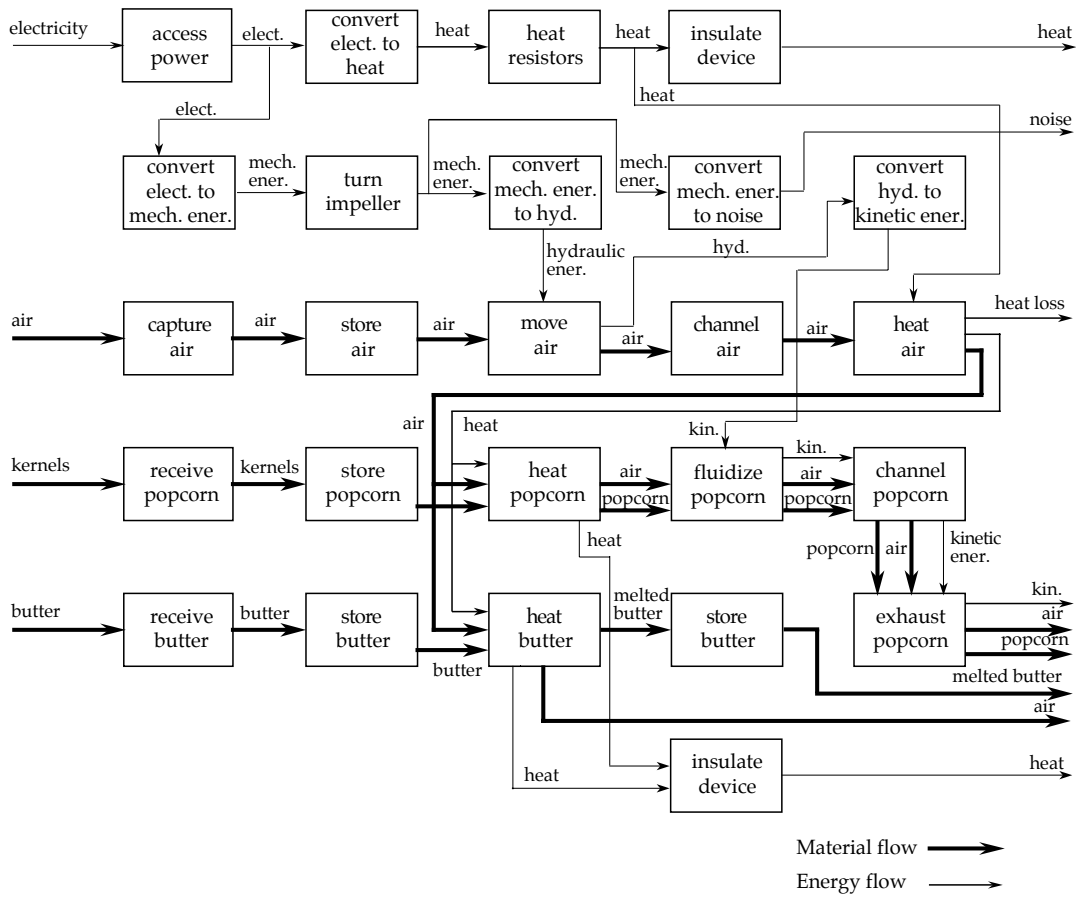 electricity
access
power
elect.
convert
elect. to
heat
heat
heat
resistors
heat
insulate
device
heat
elect.
heat
noise
convert
elect. to
mech. ener.
mech.
ener.
turn
impeller
mech.
ener.
convert
mech. ener.
to hyd.
mech.
ener.
convert
mech. ener.
to noise
convert
hyd. to
kinetic ener.
hydraulic
ener.
hyd.
air
capture
air
air
store
air
air
move
air
air
channel
air
air
heat
air
heat loss
air
heat
kin.
kernels
receive
popcorn
kernels
store
popcorn
heat
popcorn
air
popcorn
fluidize
popcorn
kin.
air
popcorn
channel
popcorn
heat
popcorn
air
kinetic
ener.
butter
receive
butter
butter
store
butter
butter
heat
butter
melted
butter
store
butter
exhaust
popcorn
kin.
air
popcorn
melted butter
air
heat
insulate
device
heat
Material flow
Energy flow